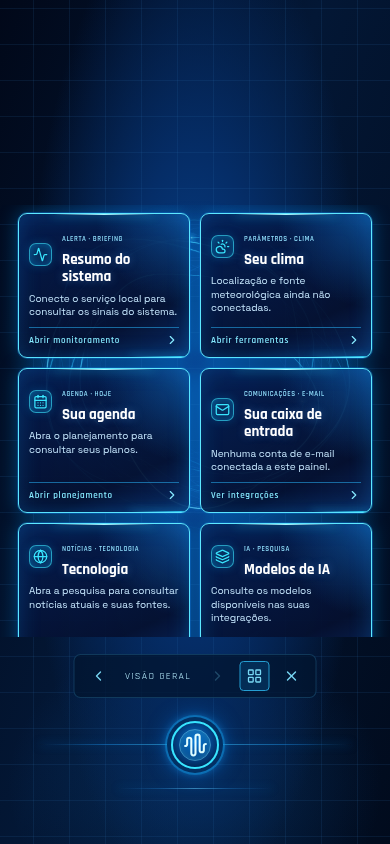 ALERTA · BRIEFING
Resumo do
sistema
Conecte o serviço local para
consultar os sinais do sistema.
Abrir monitoramento
PARÂMETROS · CLIMA
Seu clima
Localização e fonte
meteorológica ainda não
conectadas.
Abrir ferramentas
AGENDA · HOJE
Sua agenda
Abra o planejamento para
consultar seus planos.
Abrir planejamento
COMUNICAÇÕES · E-MAIL
Sua caixa de
entrada
Nenhuma conta de e-mail
conectada a este painel.
Ver integrações
NOTÍCIAS · TECNOLOGIA
Tecnologia
Abra a pesquisa para consultar
notícias atuais e suas fontes.
IA · PESQUISA
Modelos de IA
Consulte os modelos
disponíveis nas suas
integrações.
VISÃO GERAL